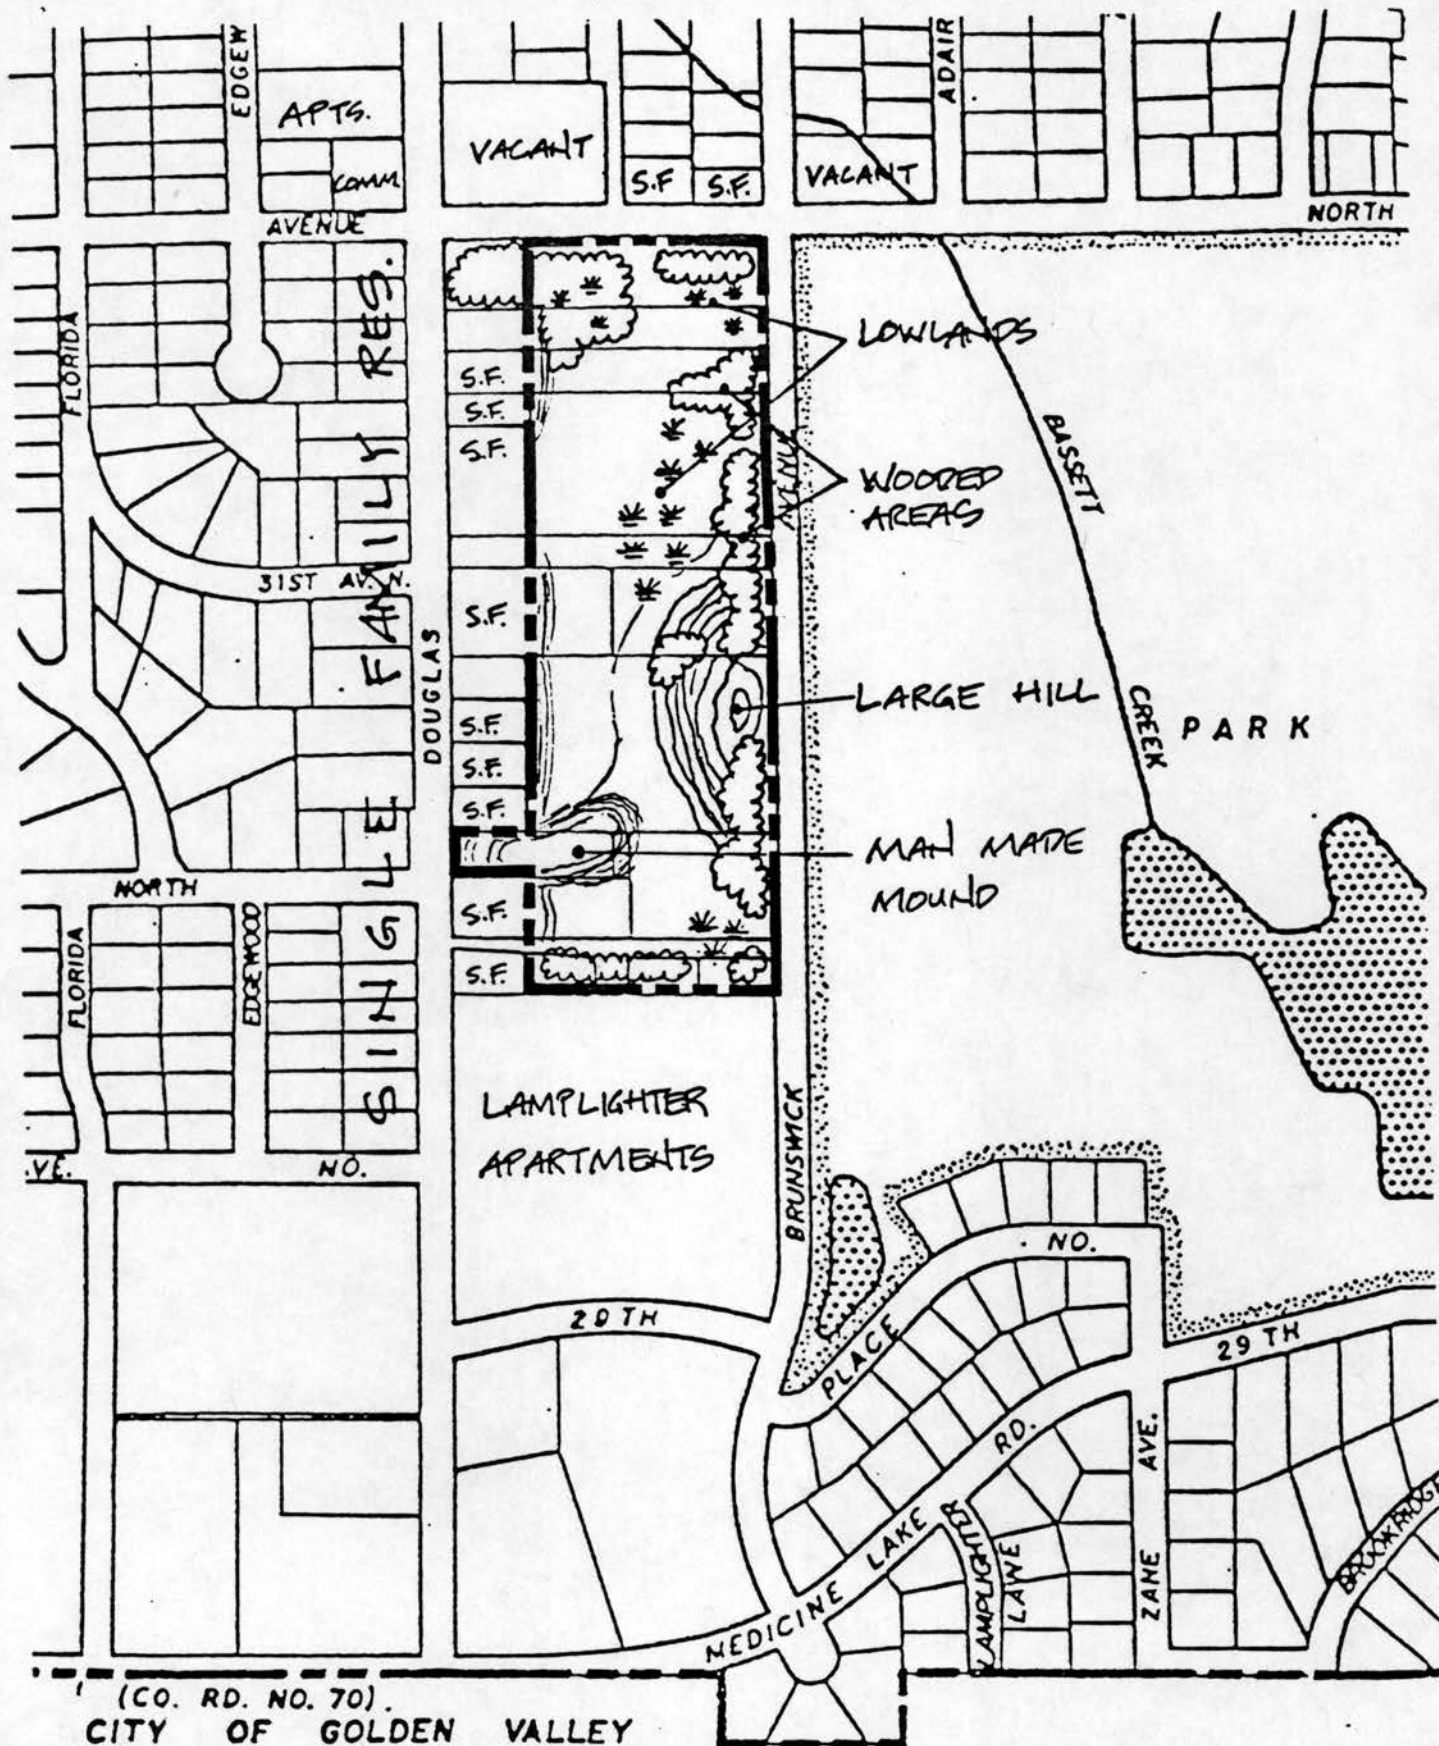 EDGEW
ADAIR
APTS.
COMM.
VACANT
S.F
S.F.
VACANT
NORTH
AVENUE
FLORIDA
SINGLE FAMILY RES.
LOWLANDS
S.F.
S.F.
S.F.
AVENUE
WOODED
AREAS
BASSETT
CREEK
31ST AV. N.
DOUGLAS
S.F.
LARGE HILL
PARK
S.F.
S.F.
S.F.
MAN MADE
MOUND
NORTH
FLORIDA
EDGEWOOD
S.F.
S.F.
LAMPLIGHTER
APARTMENTS
BRUNSWICK
VE.
NO.
NO.
29TH
PLACE
29TH
MEDICINE LAKE RD.
LAMPLIGHTER
LANE
ZANE AVE.
BROOKRIDGE
(CO. RD. NO. 70).
CITY OF GOLDEN VALLEY